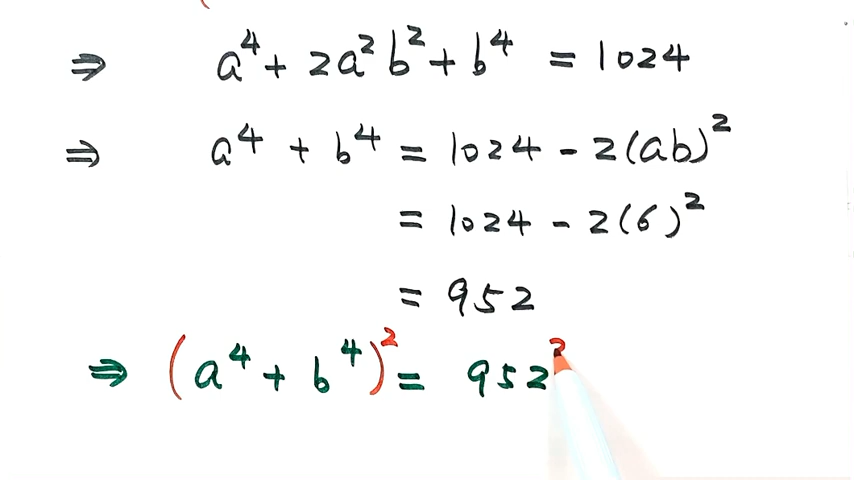 ⇒ a⁴ + 2a²b² + b⁴ = 1024
⇒ a⁴ + b⁴ = 1024 - 2(ab)²
= 1024 - 2(6)²
= 952
⇒ (a⁴ + b⁴)² = 952²